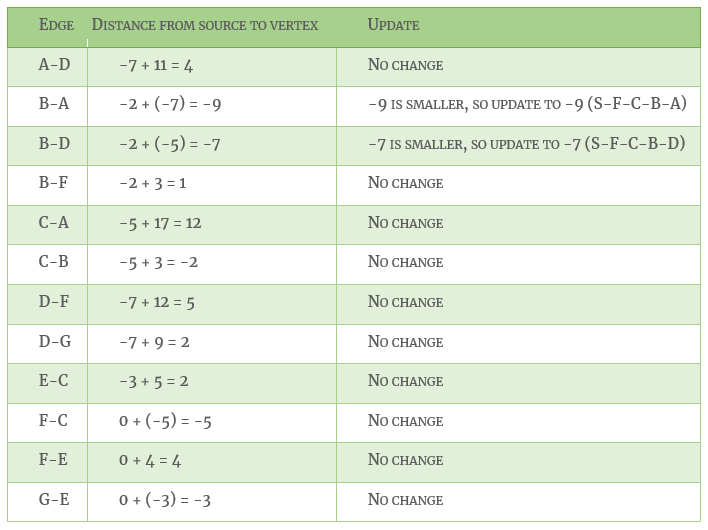 Edge Distance from source to vertex Update
A-D -7 + 11 = 4 No change
B-A -2 + (-7) = -9 -9 is smaller, so update to -9 (S-F-C-B-A)
B-D -2 + (-5) = -7 -7 is smaller, so update to -7 (S-F-C-B-D)
B-F -2 + 3 = 1 No change
C-A -5 + 17 = 12 No change
C-B -5 + 3 = -2 No change
D-F -7 + 12 = 5 No change
D-G -7 + 9 = 2 No change
E-C -3 + 5 = 2 No change
F-C 0 + (-5) = -5 No change
F-E 0 + 4 = 4 No change
G-E 0 + (-3) = -3 No change